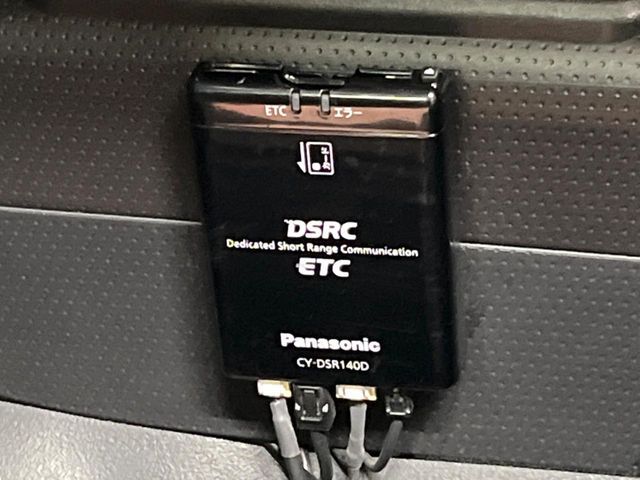 ETC エラー
DSRC
Dedicated Short Range Communication
ETC
Panasonic
CY-DSR140D